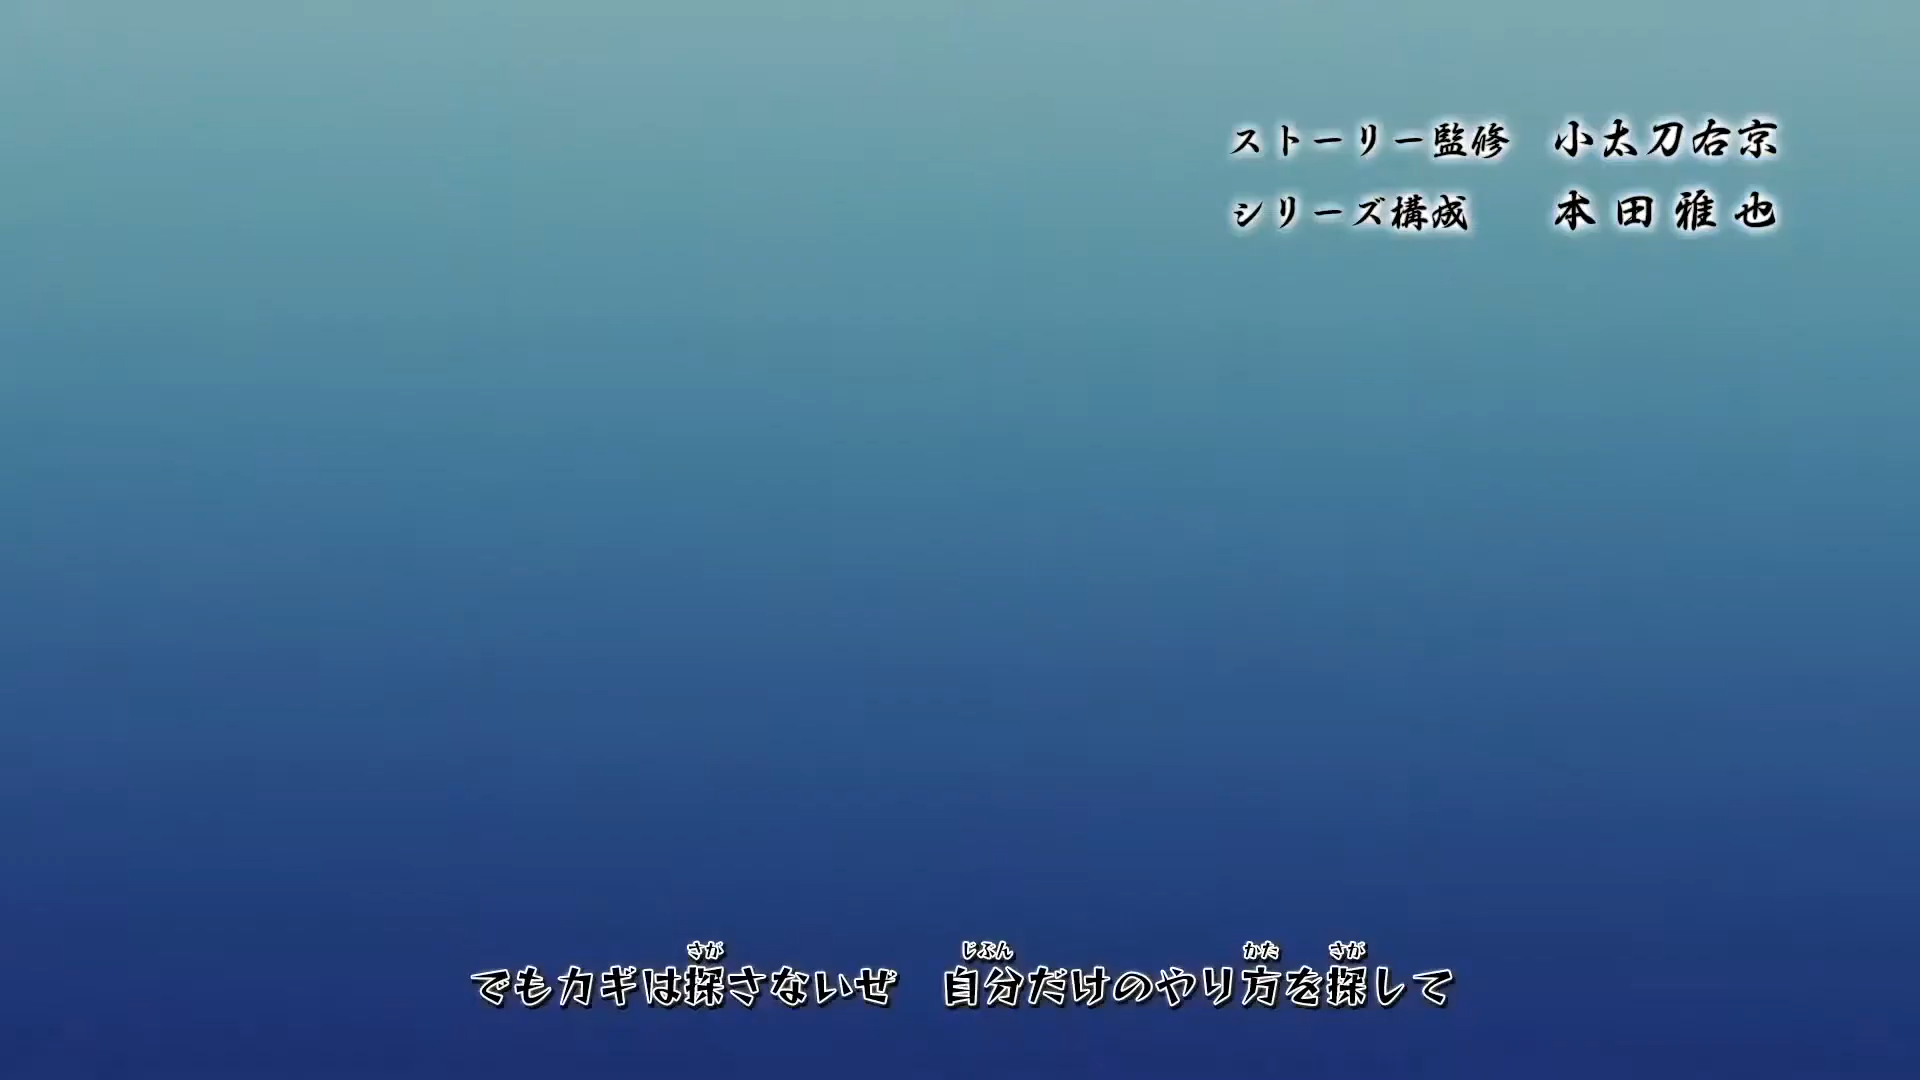 ストーリー監修 小太刀右京
シリーズ構成 本田雅也
さが じぶん かた さが
でもカギは探さないぜ 自分だけのやり方を探して